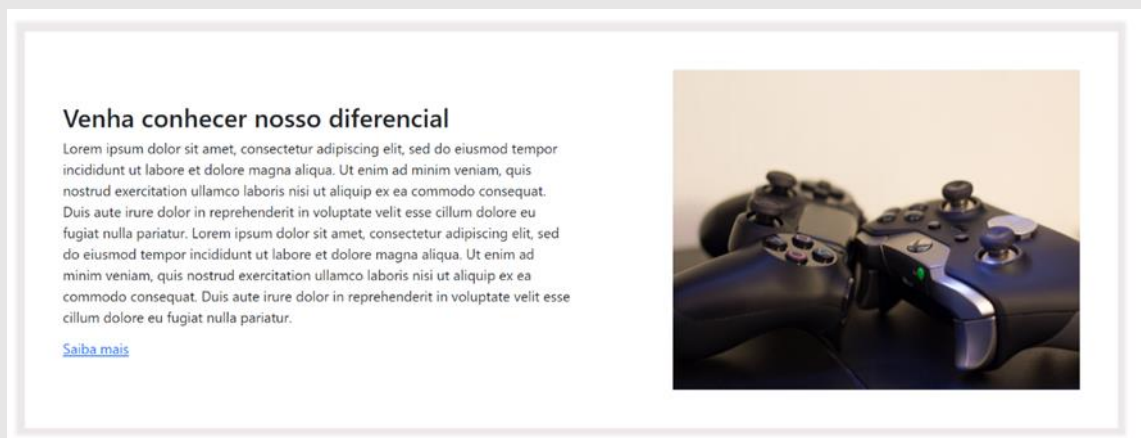 Venha conhecer nosso diferencial
Lorem ipsum dolor sit amet, consectetur adipiscing elit, sed do eiusmod tempor
incididunt ut labore et dolore magna aliqua. Ut enim ad minim veniam, quis
nostrud exercitation ullamco laboris nisi ut aliquip ex ea commodo consequat.
Duis aute irure dolor in reprehenderit in voluptate velit esse cillum dolore eu
fugiat nulla pariatur. Lorem ipsum dolor sit amet, consectetur adipiscing elit, sed
do eiusmod tempor incididunt ut labore et dolore magna aliqua. Ut enim ad
minim veniam, quis nostrud exercitation ullamco laboris nisi ut aliquip ex ea
commodo consequat. Duis aute irure dolor in reprehenderit in voluptate velit esse
cillum dolore eu fugiat nulla pariatur.
Saiba mais